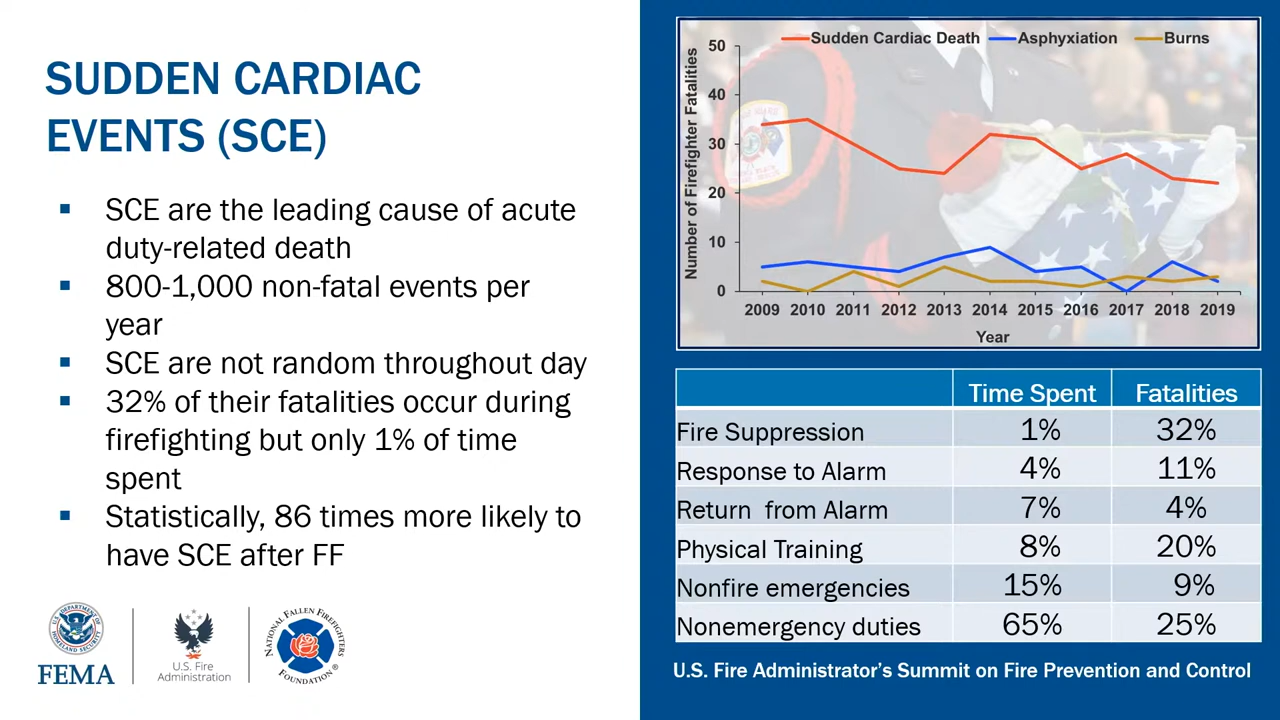 SUDDEN CARDIAC
EVENTS (SCE)
▪ SCE are the leading cause of acute
duty-related death
▪ 800-1,000 non-fatal events per
year
▪ SCE are not random throughout day
▪ 32% of their fatalities occur during
firefighting but only 1% of time
spent
▪ Statistically, 86 times more likely to
have SCE after FF
U.S. DEPARTMENT OF
HOMELAND SECURITY
FEMA
U.S. Fire
Administration
NATIONAL FALLEN FIREFIGHTERS
FOUNDATION ®
Sudden Cardiac Death Asphyxiation Burns
Number of Firefighter Fatalities
50
40
30
20
10
0
2009 2010 2011 2012 2013 2014 2015 2016 2017 2018 2019
Year
Time Spent Fatalities
Fire Suppression 1% 32%
Response to Alarm 4% 11%
Return from Alarm 7% 4%
Physical Training 8% 20%
Nonfire emergencies 15% 9%
Nonemergency duties 65% 25%
U.S. Fire Administrator's Summit on Fire Prevention and Control